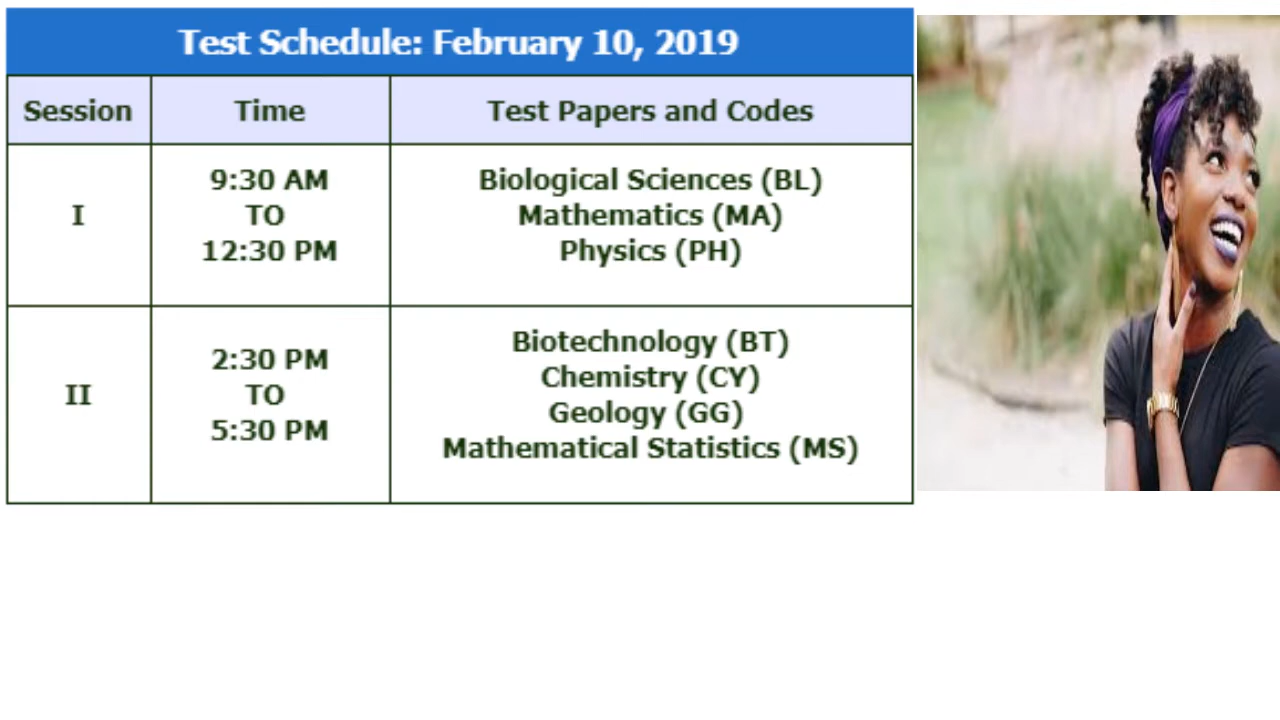 Test Schedule: February 10, 2019
Session Time Test Papers and Codes
I
9:30 AM
TO
12:30 PM
Biological Sciences (BL)
Mathematics (MA)
Physics (PH)
II
2:30 PM
TO
5:30 PM
Biotechnology (BT)
Chemistry (CY)
Geology (GG)
Mathematical Statistics (MS)